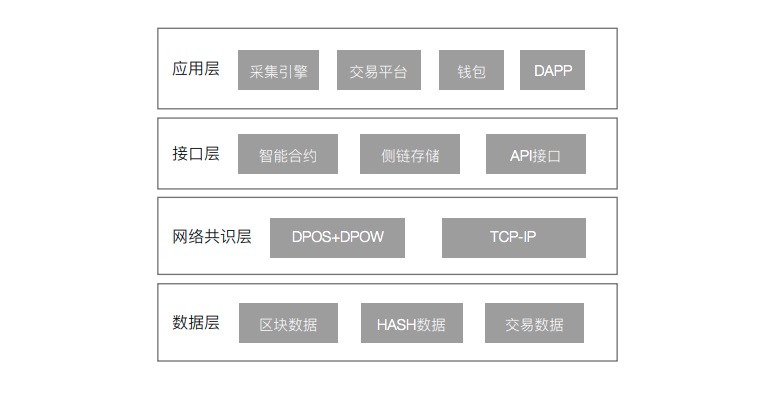 应用层 采集引擎 交易平台 钱包 DAPP
接口层 智能合约 侧链存储 API接口
网络共识层 DPOS+DPOW TCP-IP
数据层 区块数据 HASH数据 交易数据